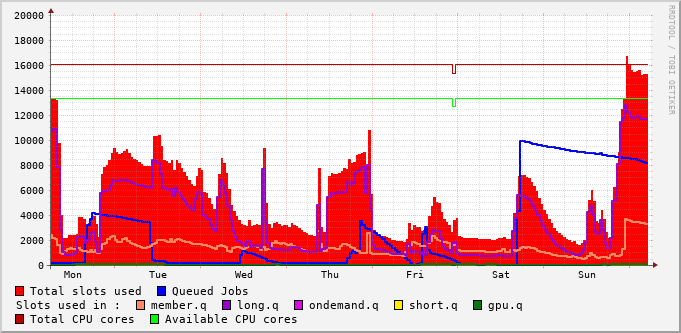 20000
18000
16000
14000
12000
10000
8000
6000
4000
2000
0
Mon Tue Wed Thu Fri Sat Sun
RRDTOOL / TOBI OETIKER
Total slots used Queued Jobs
Slots used in : member.q long.q ondemand.q short.q gpu.q
Total CPU cores Available CPU cores